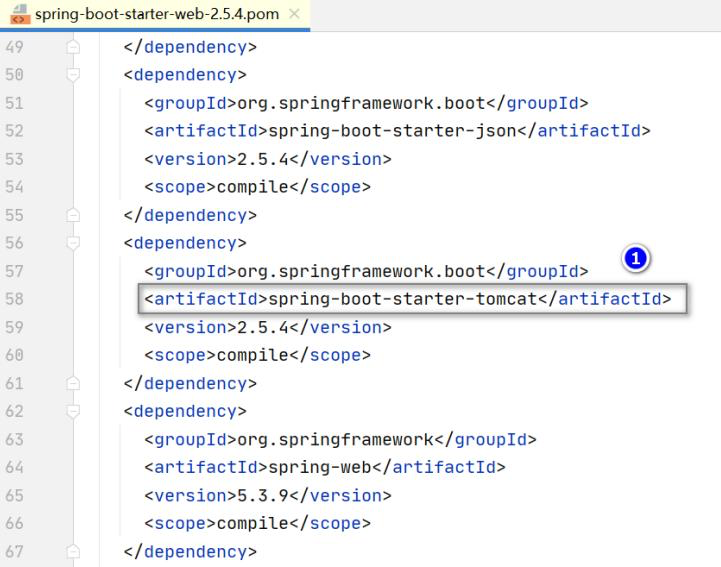 spring-boot-starter-web-2.5.4.pom
49 </dependency>
50 <dependency>
51 <groupId>org.springframework.boot</groupId>
52 <artifactId>spring-boot-starter-json</artifactId>
53 <version>2.5.4</version>
54 <scope>compile</scope>
55 </dependency>
56 <dependency>
1
57 <groupId>org.springframework.boot</groupId>
58 <artifactId>spring-boot-starter-tomcat</artifactId>
59 <version>2.5.4</version>
60 <scope>compile</scope>
61 </dependency>
62 <dependency>
63 <groupId>org.springframework</groupId>
64 <artifactId>spring-web</artifactId>
65 <version>5.3.9</version>
66 <scope>compile</scope>
67 </dependency>